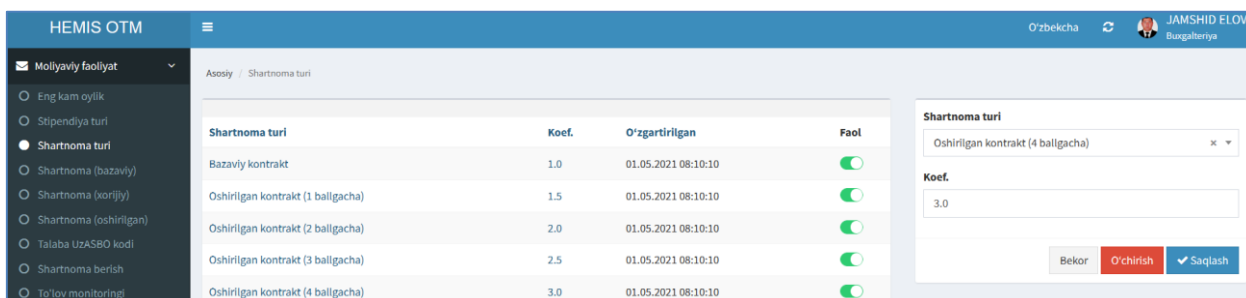 HEMIS OTM
O'zbekcha
JAMSHID ELOV
Buxgalteriya
Moliyaviy faoliyat
Eng kam oylik
Stipendiya turi
Shartnoma turi
Shartnoma (bazaviy)
Shartnoma (xorijiy)
Shartnoma (oshirilgan)
Talaba UzASBO kodi
Shartnoma berish
To'lov monitoringi
Asosiy / Shartnoma turi
Shartnoma turi Koef. O‘zgartirilgan Faol
Bazaviy kontrakt 1.0 01.05.2021 08:10:10
Oshirilgan kontrakt (1 ballgacha) 1.5 01.05.2021 08:10:10
Oshirilgan kontrakt (2 ballgacha) 2.0 01.05.2021 08:10:10
Oshirilgan kontrakt (3 ballgacha) 2.5 01.05.2021 08:10:10
Oshirilgan kontrakt (4 ballgacha) 3.0 01.05.2021 08:10:10
Shartnoma turi
Oshirilgan kontrakt (4 ballgacha)
Koef.
3.0
Bekor O'chirish Saqlash